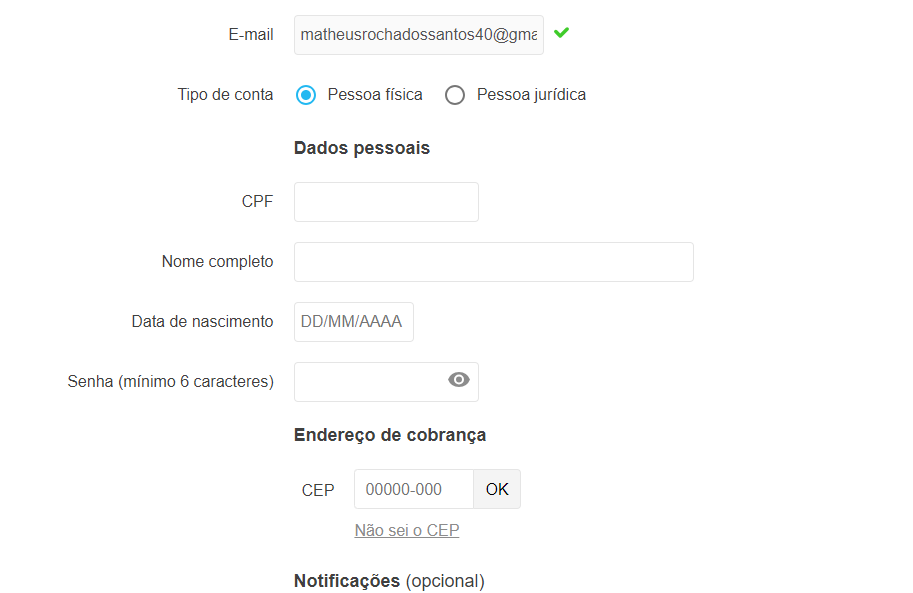 E-mail matheusrochadossantos40@gma
Tipo de conta Pessoa física Pessoa jurídica
Dados pessoais
CPF
Nome completo
Data de nascimento DD/MM/AAAA
Senha (mínimo 6 caracteres)
Endereço de cobrança
CEP 00000-000 OK
Não sei o CEP
Notificações (opcional)